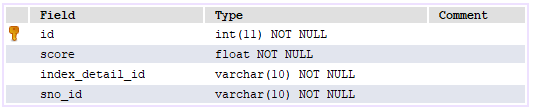 Field Type Comment
id int(11) NOT NULL
score float NOT NULL
index_detail_id varchar(10) NOT NULL
sno_id varchar(10) NOT NULL